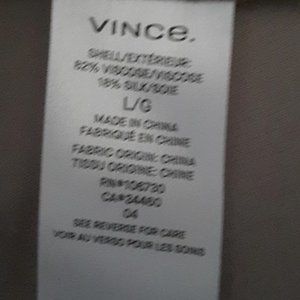 VINCE.
SHELL/EXTÉRIEUR:
82% VISCOSE/VISCOSE
18% SILK/SOIE
L/G
MADE IN CHINA
FABRIQUÉ EN CHINE
FABRIC ORIGIN: CHINA
TISSU ORIGINE: CHINE
RN#106730
CA#34460
04
SEE REVERSE FOR CARE
VOIR AU VERSO POUR LES SOINS